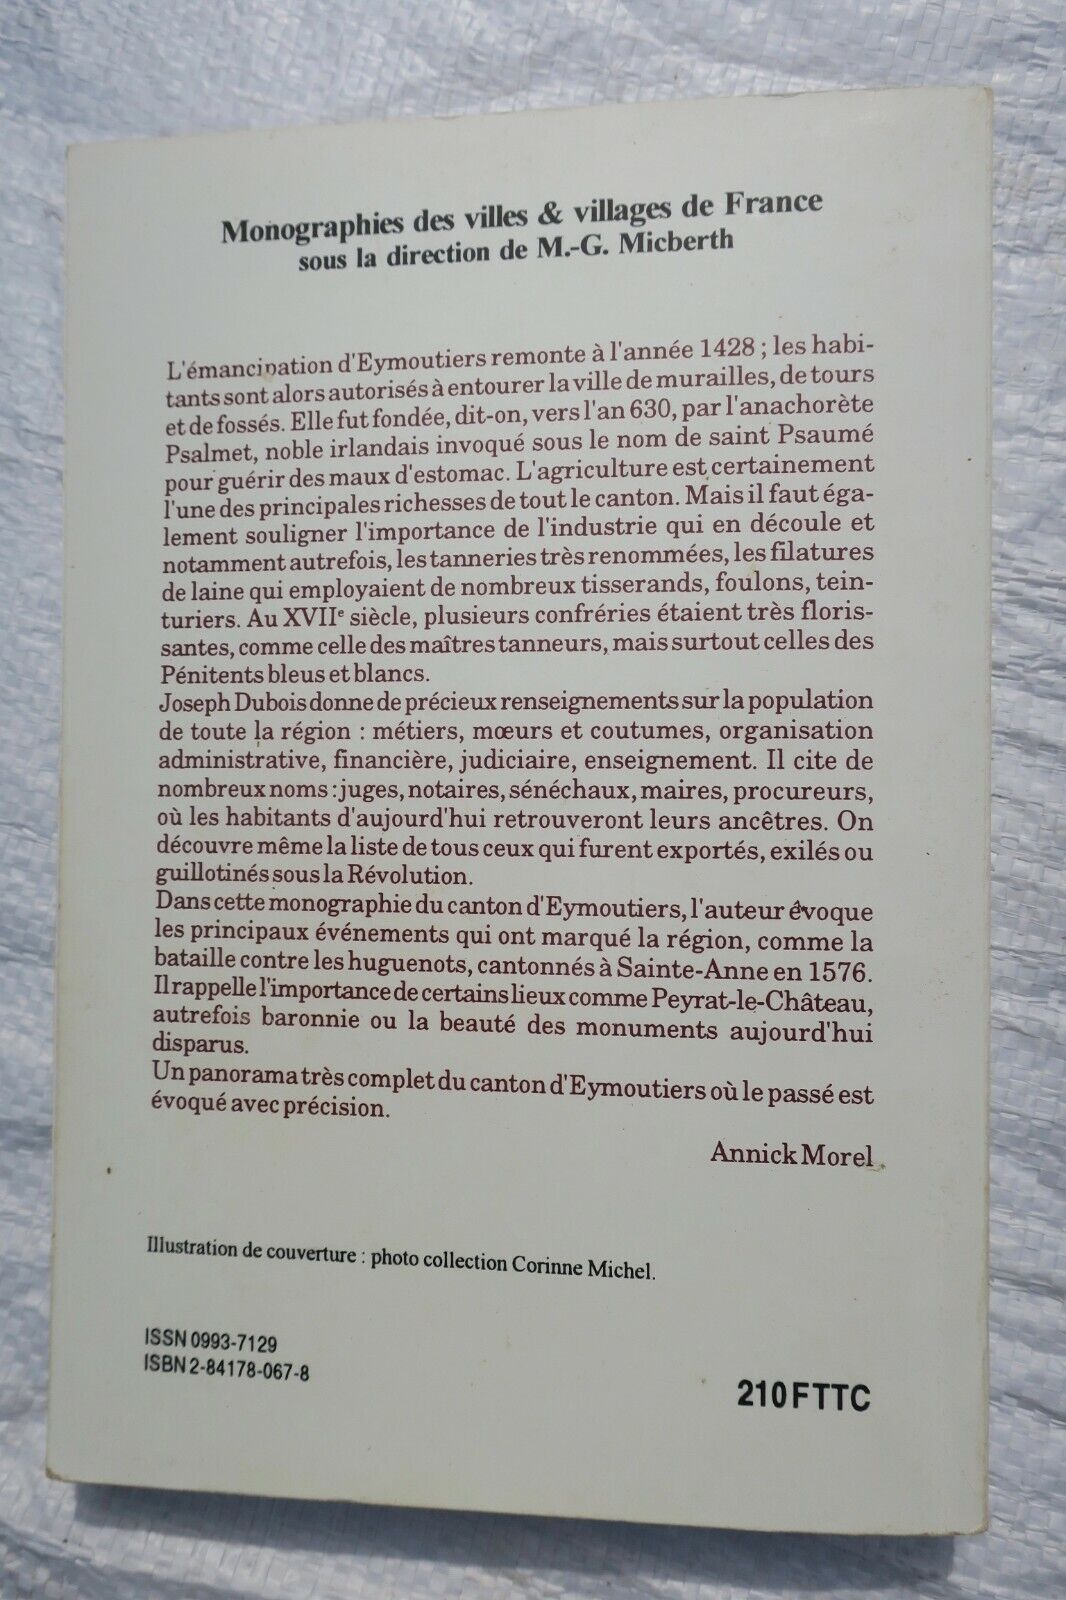 Monographies des villes & villages de France
sous la direction de M.-G. Micberth
L'émancipation d'Eymoutiers remonte à l'année 1428 ; les habi-
tants sont alors autorisés à entourer la ville de murailles, de tours
et de fossés. Elle fut fondée, dit-on, vers l'an 630, par l'anachorète
Psalmet, noble irlandais invoqué sous le nom de saint Psaumé
pour guérir des maux d'estomac. L'agriculture est certainement
l'une des principales richesses de tout le canton. Mais il faut éga-
lement souligner l'importance de l'industrie qui en découle et
notamment autrefois, les tanneries très renommées, les filatures
de laine qui employaient de nombreux tisserands, foulons, tein-
turiers. Au XVIIe siècle, plusieurs confréries étaient très floris-
santes, comme celle des maîtres tanneurs, mais surtout celles des
Pénitents bleus et blancs.
Joseph Dubois donne de précieux renseignements sur la population
de toute la région : métiers, mœurs et coutumes, organisation
administrative, financière, judiciaire, enseignement. Il cite de
nombreux noms : juges, notaires, sénéchaux, maires, procureurs,
où les habitants d'aujourd'hui retrouveront leurs ancêtres. On
découvre même la liste de tous ceux qui furent exportés, exilés ou
guillotinés sous la Révolution.
Dans cette monographie du canton d'Eymoutiers, l'auteur évoque
les principaux événements qui ont marqué la région, comme la
bataille contre les huguenots, cantonnés à Sainte-Anne en 1576.
Il rappelle l'importance de certains lieux comme Peyrat-le-Château,
autrefois baronnie ou la beauté des monuments aujourd'hui
disparus.
Un panorama très complet du canton d'Eymoutiers où le passé est
évoqué avec précision.
Annick Morel
Illustration de couverture : photo collection Corinne Michel.
ISSN 0993-7129
ISBN 2-84178-067-8
210 F TTC